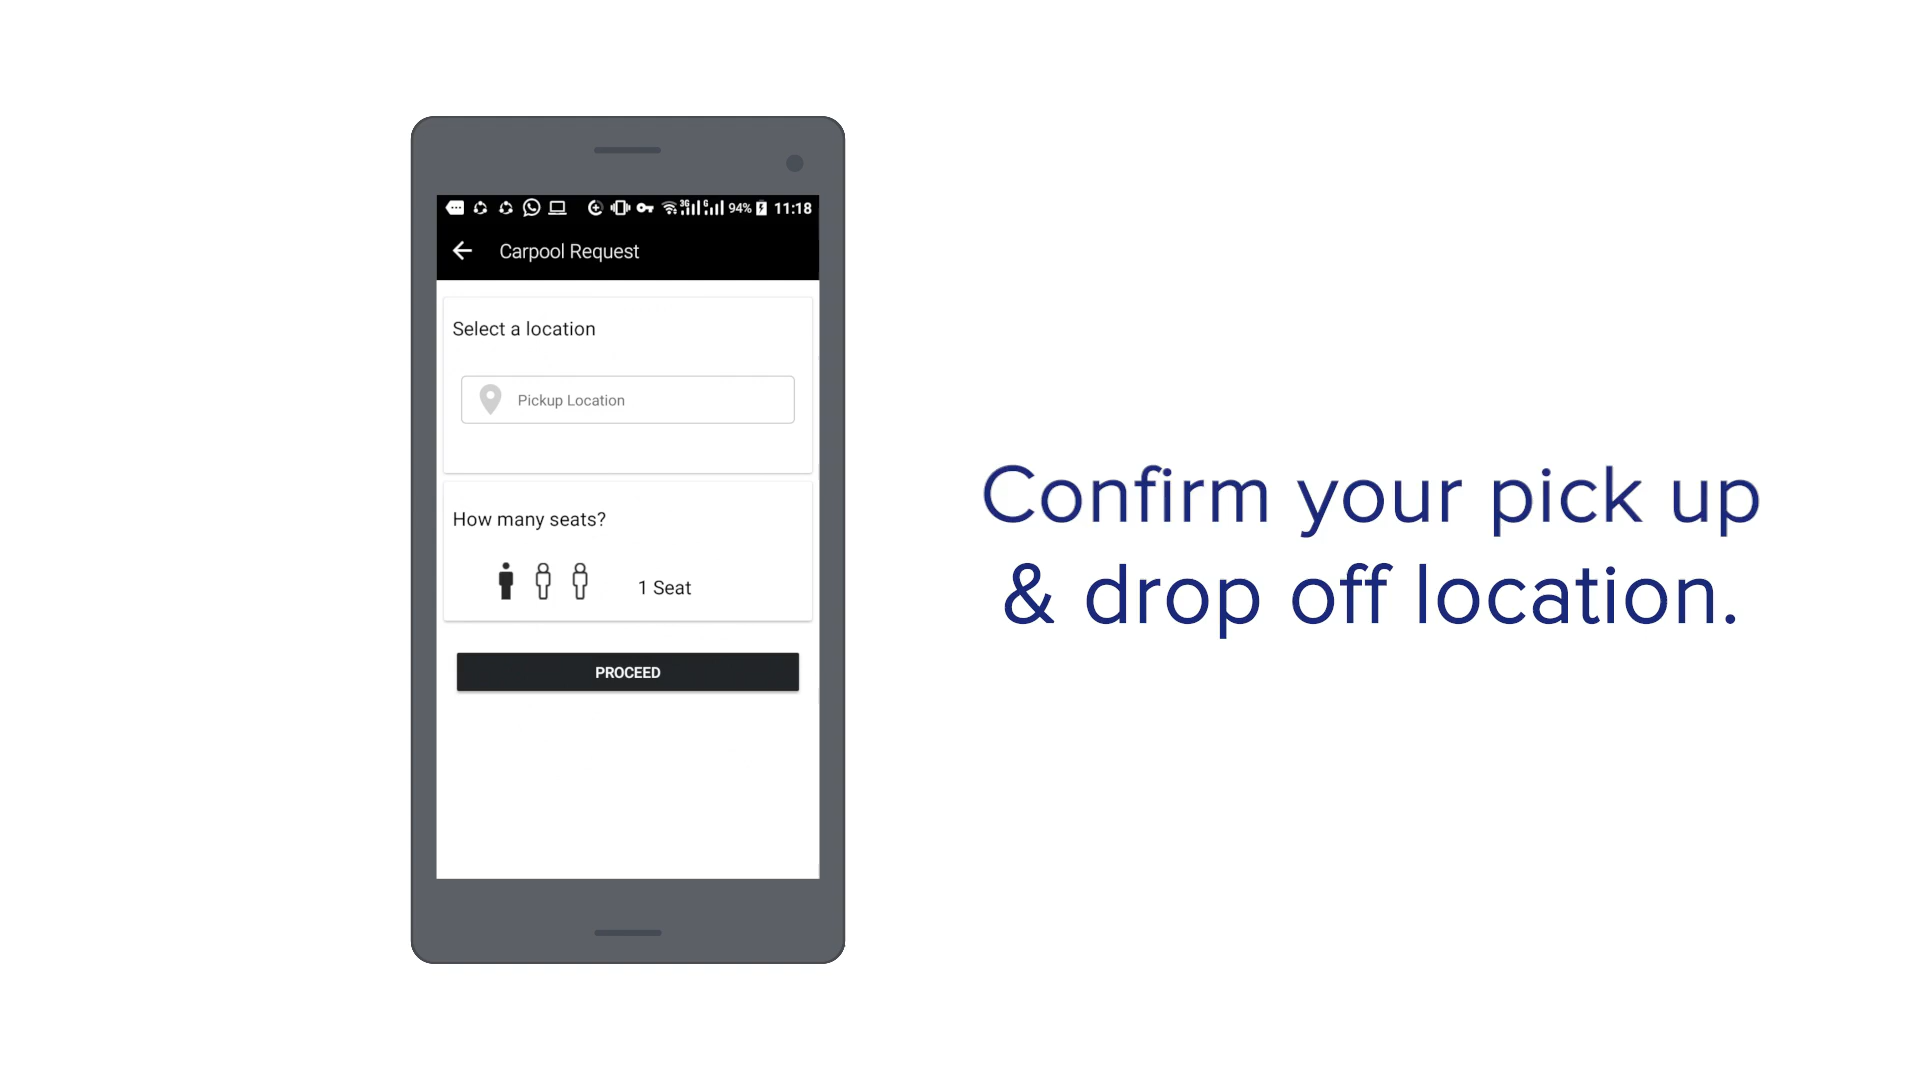 3G G 94% 11:18
Carpool Request
Select a location
Pickup Location
How many seats?
1 Seat
PROCEED
Confirm your pick up
& drop off location.